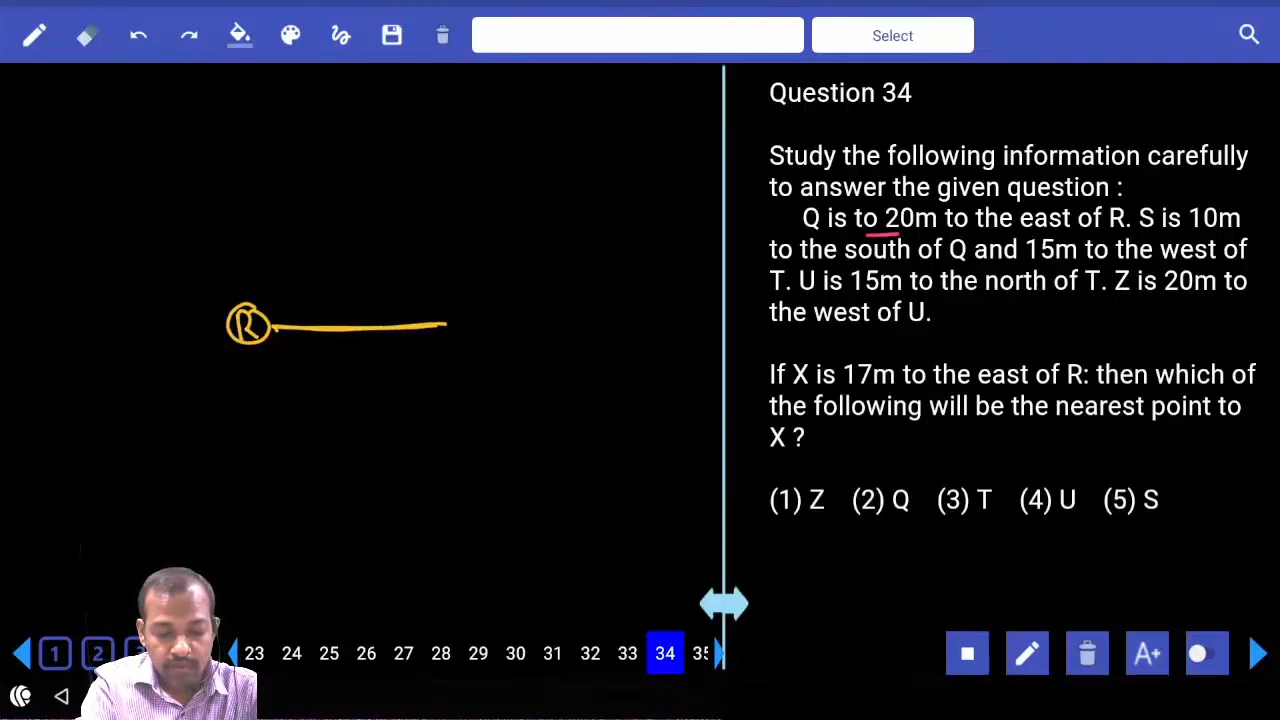 Select
Question 34
Study the following information carefully
to answer the given question :
Q is to 20m to the east of R. S is 10m
to the south of Q and 15m to the west of
T. U is 15m to the north of T. Z is 20m to
the west of U.
R
If X is 17m to the east of R: then which of
the following will be the nearest point to
X ?
(1) Z (2) Q (3) T (4) U (5) S
1 2 23 24 25 26 27 28 29 30 31 32 33 34 35
A+